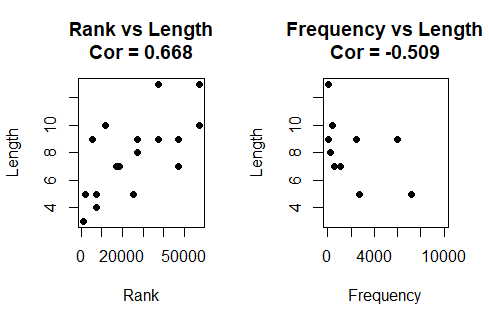 Rank vs Length
Cor = 0.668
Length
4 6 8 10
0 20000 50000
Rank
Frequency vs Length
Cor = -0.509
Length
4 6 8 10
0 4000 10000
Frequency